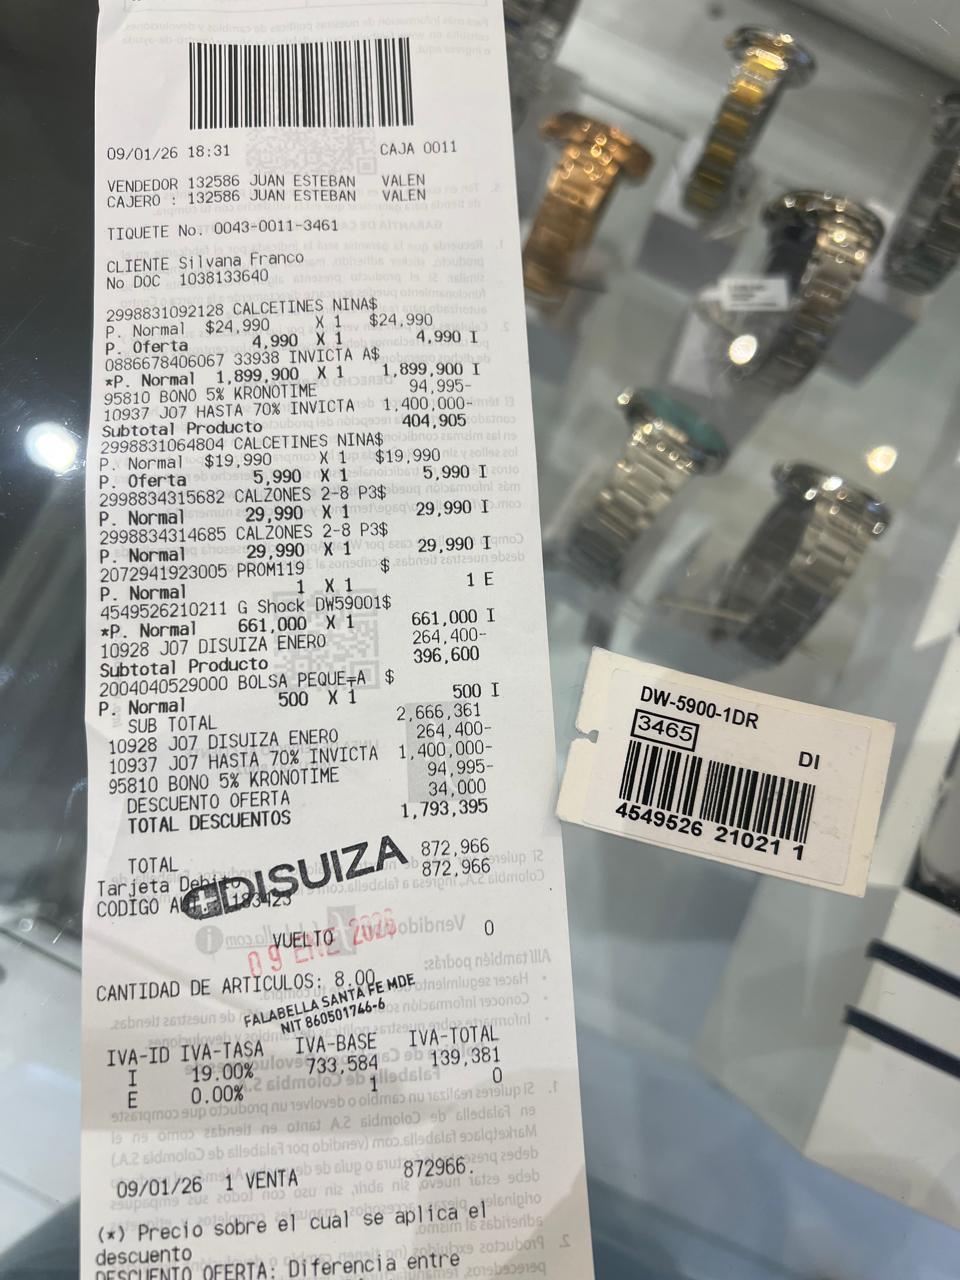 09/01/26 18:31 CAJA 0011
VENDEDOR 132586 JUAN ESTEBAN VALEN
CAJERO : 132586 JUAN ESTEBAN VALEN
TIQUETE No. 0043-0011-3461
CLIENTE Silvana Franco
No DOC 1038133640
2998831092128 CALCETINES NINA$
P. Normal $24,990 X 1 $24,990
P. Oferta 4,990 X 1 4,990 I
0886678406067 33938 INVICTA A$
*P. Normal 1,899,900 X 1 1,899,900 I
95810 BONO 5% KRONOTIME 94,995-
10937 J07 HASTA 70% INVICTA 1,400,000-
Subtotal Producto 404,905
2998831064804 CALCETINES NINA$
P. Normal $19,990 X 1 $19,990
P. Oferta 5,990 X 1 5,990 I
2998834315682 CALZONES 2-8 P3$
P. Normal 29,990 X 1 29,990 I
2998834314685 CALZONES 2-8 P3$
P. Normal 29,990 X 1 29,990 I
2072941923005 PROM119 $
P. Normal 1 X 1 1 E
4549526210211 G Shock DW59001$
*P. Normal 661,000 X 1 661,000 I
10928 J07 DISUIZA ENERO 264,400-
Subtotal Producto 396,600
2004040529000 BOLSA PEQUE¬A $
P. Normal 500 X 1 500 I
SUB TOTAL 2,666,361
10928 J07 DISUIZA ENERO 264,400-
10937 J07 HASTA 70% INVICTA 1,400,000-
95810 BONO 5% KRONOTIME 94,995-
DESCUENTO OFERTA 34,000
TOTAL DESCUENTOS 1,793,395
TOTAL 872,966
Tarjeta Debito 872,966
CODIGO 183423
DISUIZA
VUELTO 0
09 ENE 2026
CANTIDAD DE ARTICULOS: 8.00
FALABELLA SANTA FE MDE
NIT 860501746-6
IVA-ID IVA-TASA IVA-BASE IVA-TOTAL
I 19.00% 733,584 139,381
E 0.00% 1 0
09/01/26 1 VENTA 872966.
(*) Precio sobre el cual se aplica el
descuento
DESCUENTO OFERTA: Diferencia entre
DW-5900-1DR
3465
DI
4549526 21021 1